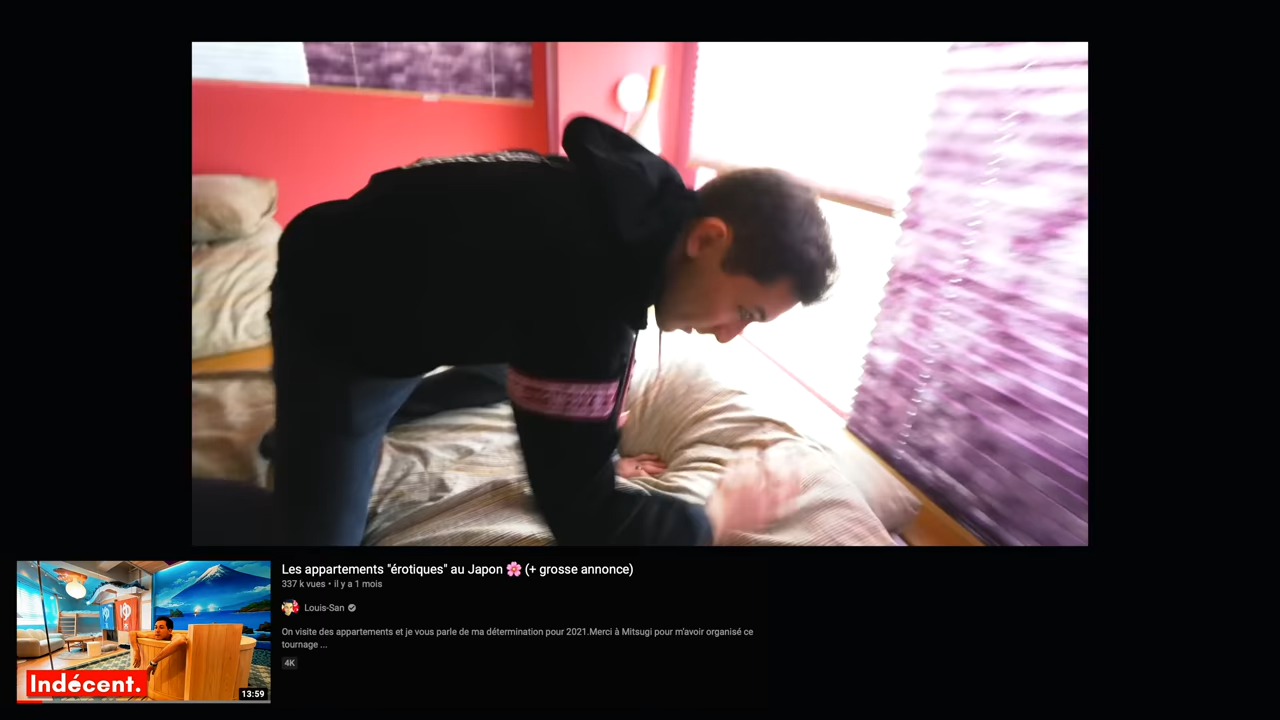 Les appartements "érotiques" au Japon 🌸 (+ grosse annonce)
337 k vues • il y a 1 mois
Louis-San
On visite des appartements et je vous parle de ma détermination pour 2021.Merci à Mitsugi pour m'avoir organisé ce
tournage ...
4K
ゆ
Indécent.
13:59